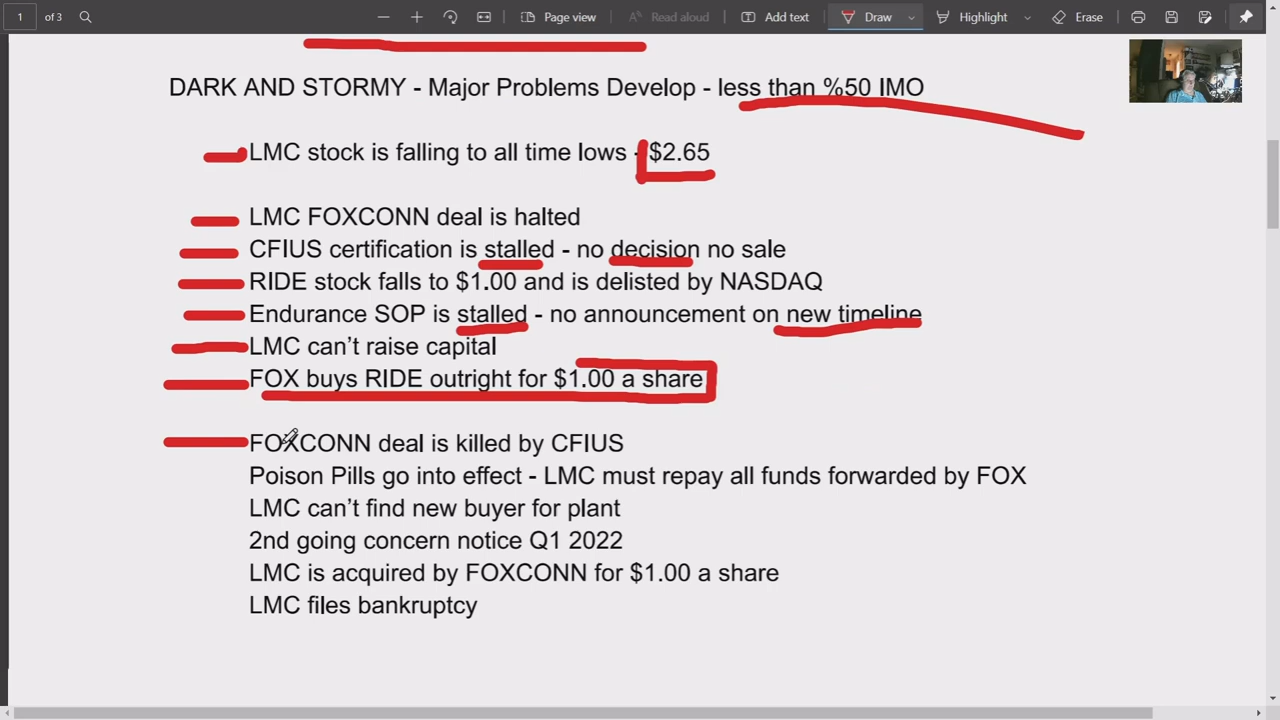 1 of 3 Page view Read aloud Add text Draw Highlight Erase
DARK AND STORMY - Major Problems Develop - less than %50 IMO
LMC stock is falling to all time lows - $2.65
LMC FOXCONN deal is halted
CFIUS certification is stalled - no decision no sale
RIDE stock falls to $1.00 and is delisted by NASDAQ
Endurance SOP is stalled - no announcement on new timeline
LMC can’t raise capital
FOX buys RIDE outright for $1.00 a share
FOXCONN deal is killed by CFIUS
Poison Pills go into effect - LMC must repay all funds forwarded by FOX
LMC can’t find new buyer for plant
2nd going concern notice Q1 2022
LMC is acquired by FOXCONN for $1.00 a share
LMC files bankruptcy